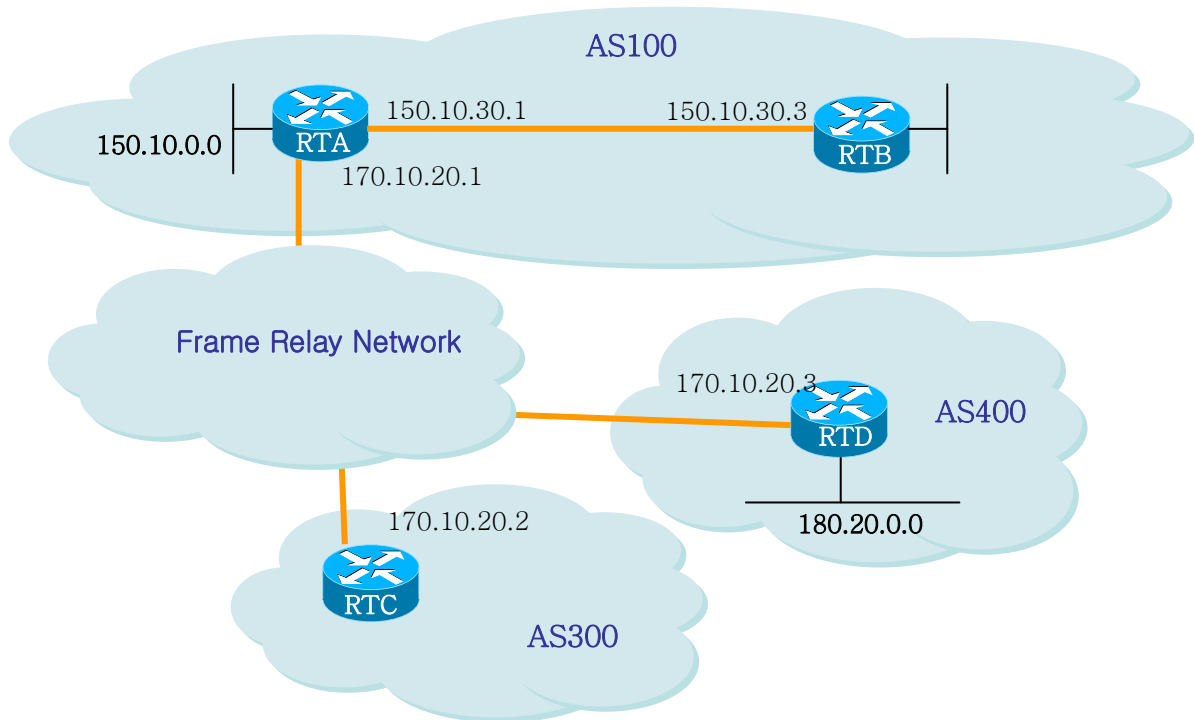 AS100
150.10.30.1
150.10.30.3
150.10.0.0
RTA
RTB
170.10.20.1
Frame Relay Network
170.10.20.3
AS400
RTD
180.20.0.0
170.10.20.2
RTC
AS300